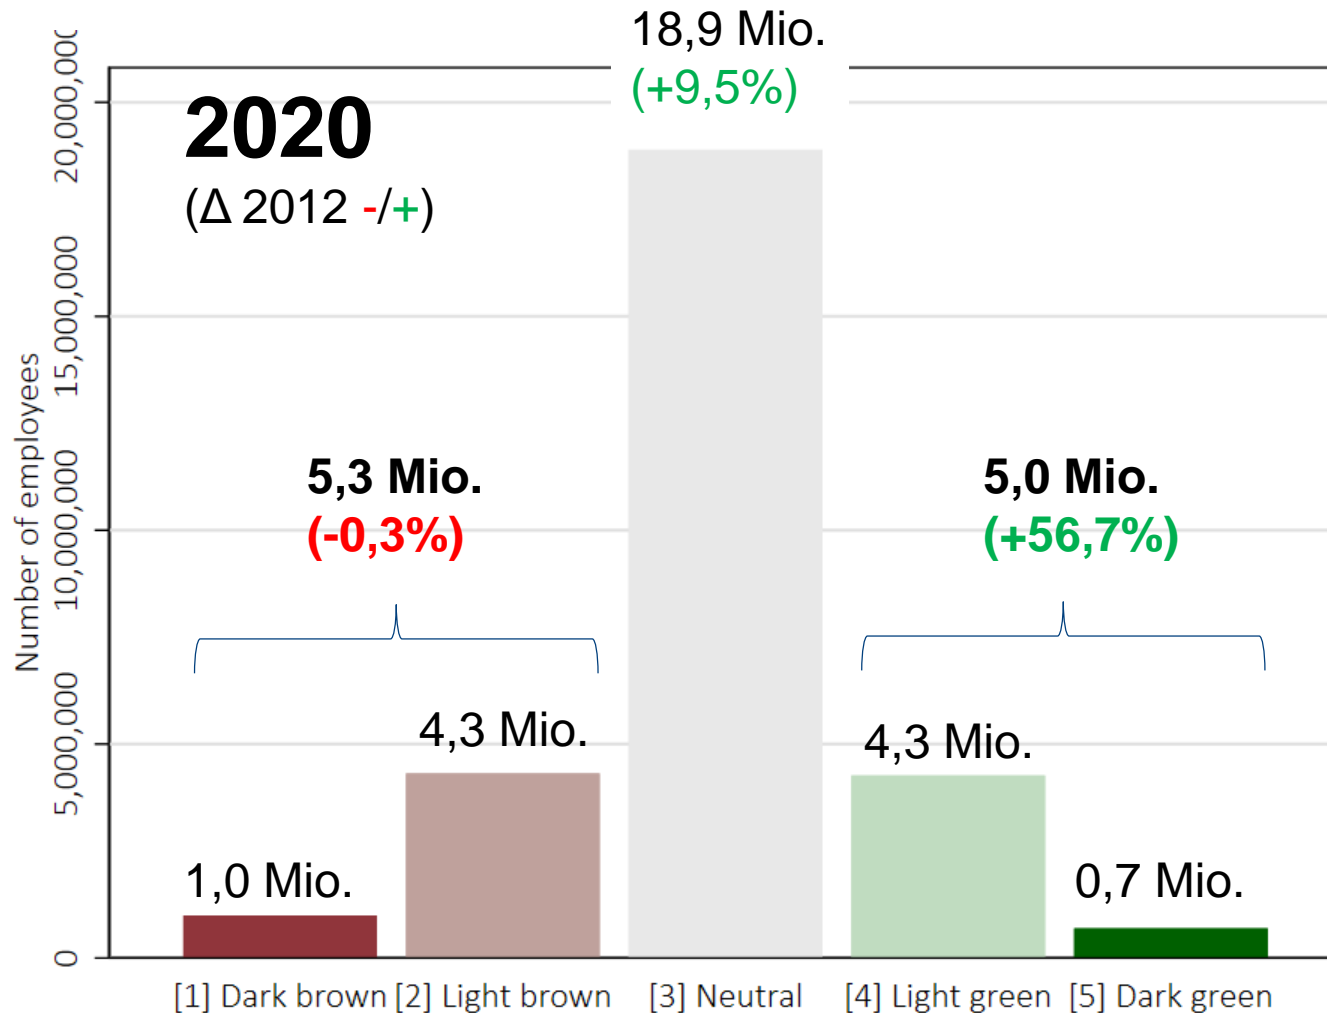 18,9 Mio.
(+9,5%)
2020
(Δ 2012 -/+)
Number of employees
20,000,000
15,000,000
10,000,000
5,000,000
0
5,3 Mio.
(-0,3%)
5,0 Mio.
(+56,7%)
1,0 Mio.
4,3 Mio.
4,3 Mio.
0,7 Mio.
[1] Dark brown
[2] Light brown
[3] Neutral
[4] Light green
[5] Dark green